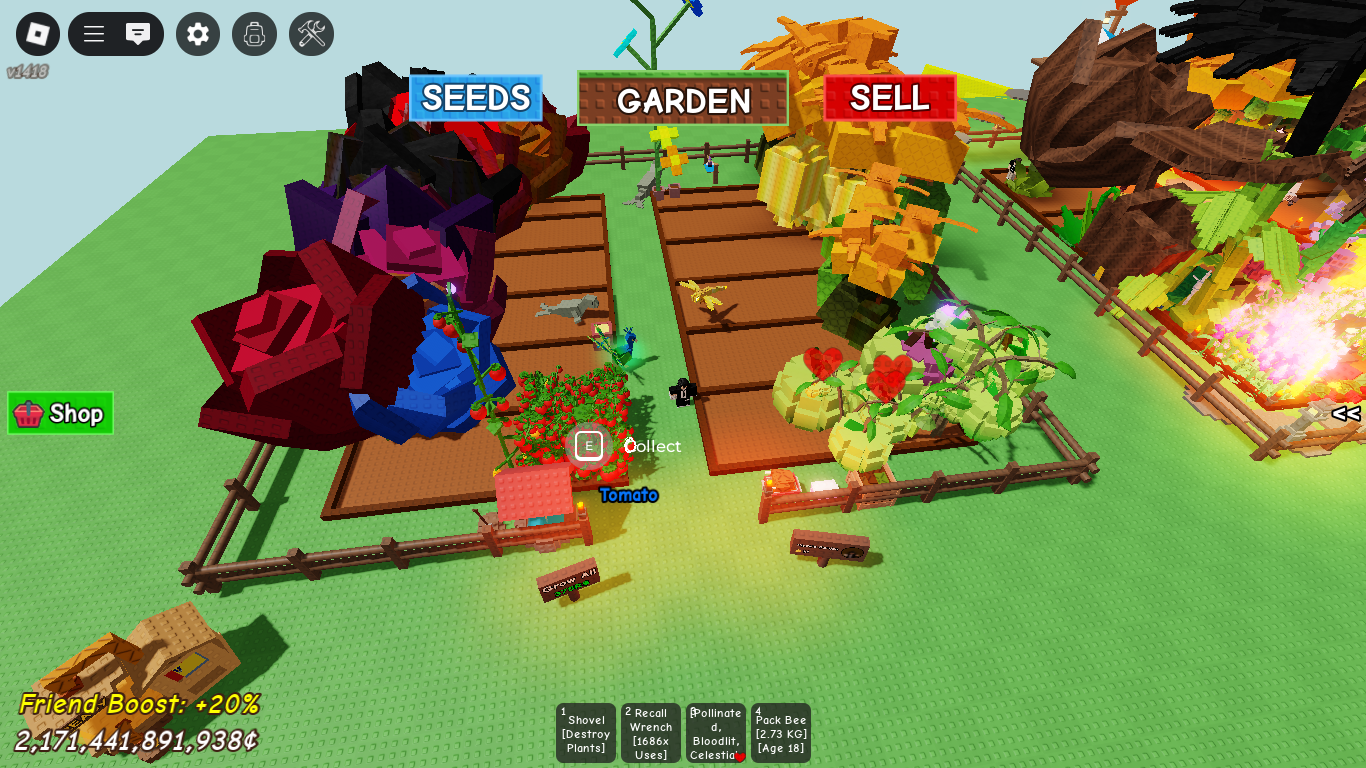 v1418
SEEDS
GARDEN
SELL
Shop
<<
E
Collect
Tomato
Grow All
Friend Boost: +20%
2,171,441,891,938¢
1
Shovel
[Destroy
Plants]
2
Recall
Wrench
[1686x
Uses]
3
Pollinate
d,
Bloodlit,
Celestia
4
Pack Bee
[2.73 KG]
[Age 18]